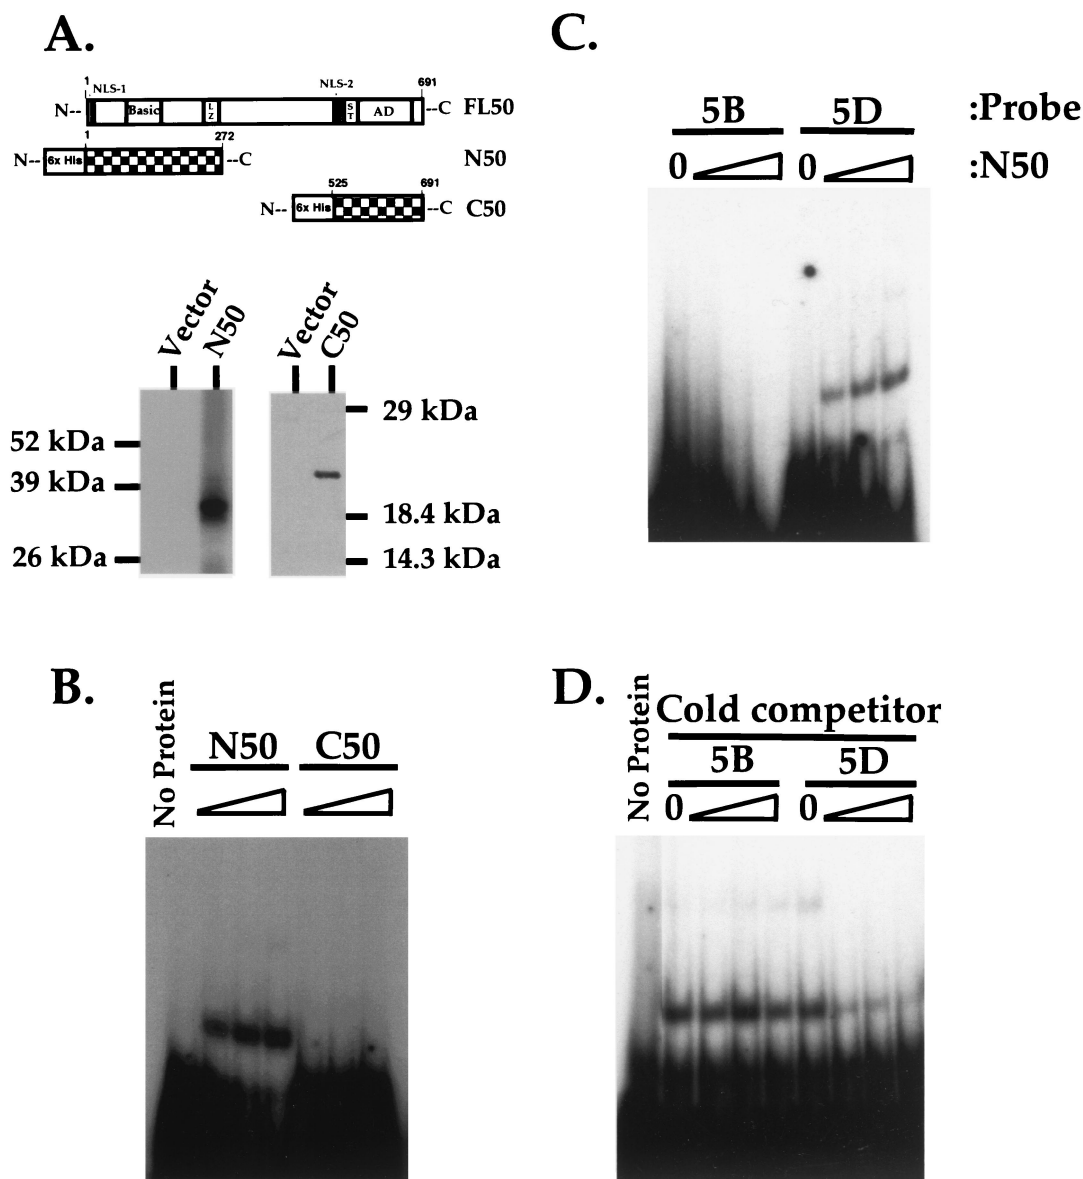 A.
1 NLS-1 NLS-2 691
N-- Basic LZ ST AD --C FL50
1 272
N-- 6x His --C N50
525 691
N-- 6x His --C C50
Vector N50 Vector C50
52 kDa
39 kDa
26 kDa
29 kDa
18.4 kDa
14.3 kDa
B.
No Protein
N50 C50
C.
5B 5D :Probe
0 0 :N50
D.
No Protein
Cold competitor
5B 5D
0 0